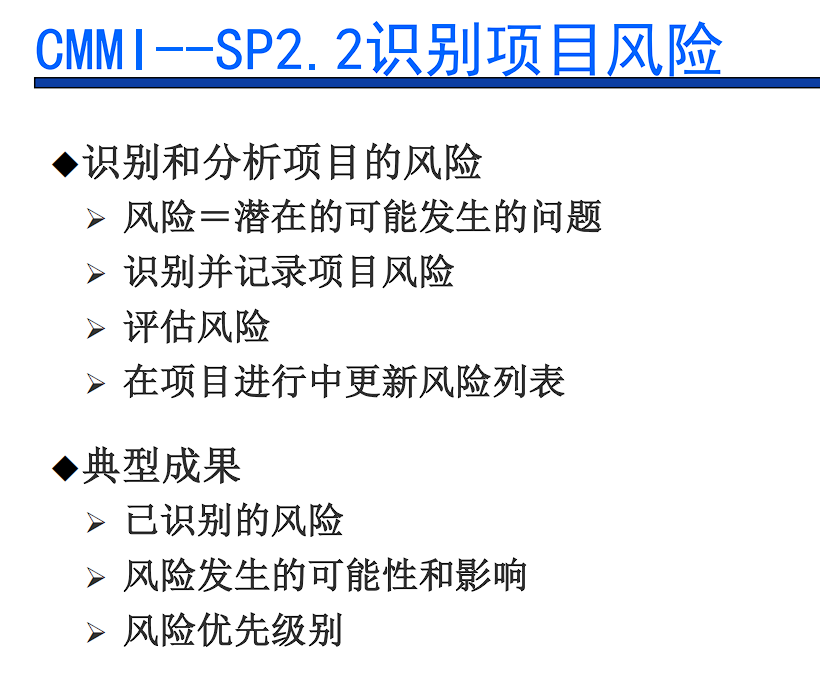 CMMI--SP2.2识别项目风险
◆识别和分析项目的风险
➢ 风险＝潜在的可能发生的问题
➢ 识别并记录项目风险
➢ 评估风险
➢ 在项目进行中更新风险列表
◆典型成果
➢ 已识别的风险
➢ 风险发生的可能性和影响
➢ 风险优先级别